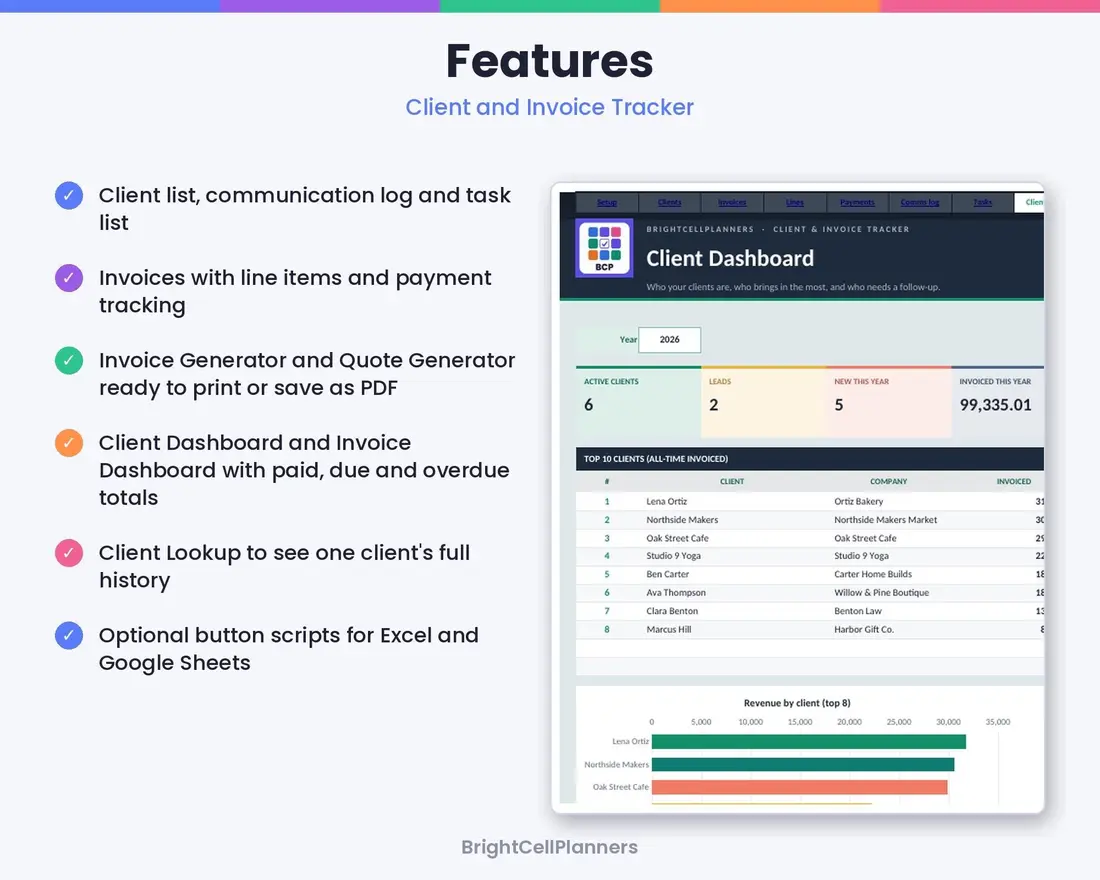 Features
Client and Invoice Tracker
✓ Client list, communication log and task
list
✓ Invoices with line items and payment
tracking
✓ Invoice Generator and Quote Generator
ready to print or save as PDF
✓ Client Dashboard and Invoice
Dashboard with paid, due and overdue
totals
✓ Client Lookup to see one client's full
history
✓ Optional button scripts for Excel and
Google Sheets
Setup Clients Invoices Lines Payments Comms log Tasks Clien
BRIGHTCELLPLANNERS · CLIENT & INVOICE TRACKER
BCP
Client Dashboard
Who your clients are, who brings in the most, and who needs a follow-up.
Year 2026
ACTIVE CLIENTS LEADS NEW THIS YEAR INVOICED THIS YEAR
6 2 5 99,335.01
TOP 10 CLIENTS (ALL-TIME INVOICED)
# CLIENT COMPANY INVOICED
1 Lena Ortiz Ortiz Bakery 31
2 Northside Makers Northside Makers Market 30
3 Oak Street Cafe Oak Street Cafe 29
4 Studio 9 Yoga Studio 9 Yoga 22
5 Ben Carter Carter Home Builds 18
6 Ava Thompson Willow & Pine Boutique 18
7 Clara Benton Benton Law 13
8 Marcus Hill Harbor Gift Co. 8
Revenue by client (top 8)
0 5,000 10,000 15,000 20,000 25,000 30,000 35,000
Lena Ortiz
Northside Makers
Oak Street Cafe
BrightCellPlanners